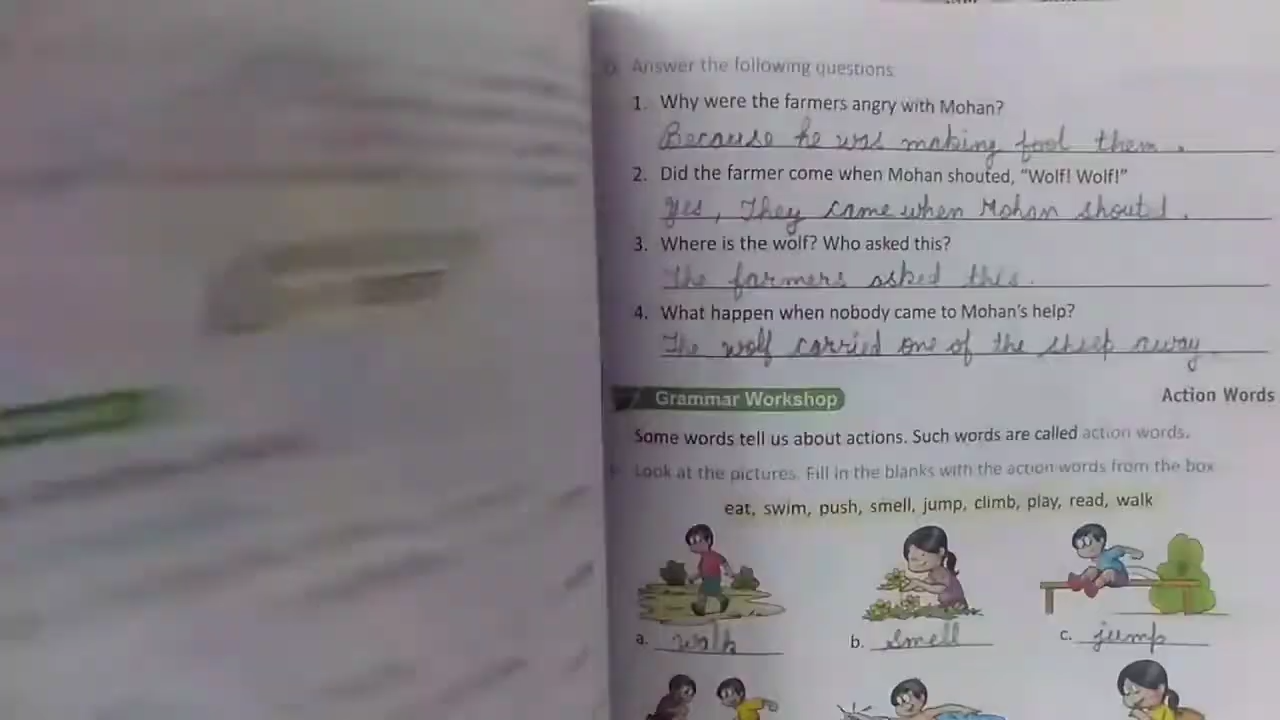 Answer the following questions
1. Why were the farmers angry with Mohan?
Because he was making fool them.
2. Did the farmer come when Mohan shouted, "Wolf! Wolf!"
Yes, They came when Mohan shouted.
3. Where is the wolf? Who asked this?
The farmers asked this.
4. What happen when nobody came to Mohan's help?
The wolf carried one of the sheep away
Grammar Workshop Action Words
Some words tell us about actions. Such words are called action words.
Look at the pictures. Fill in the blanks with the action words from the box
eat, swim, push, smell, jump, climb, play, read, walk
a. walk b. smell c. jump